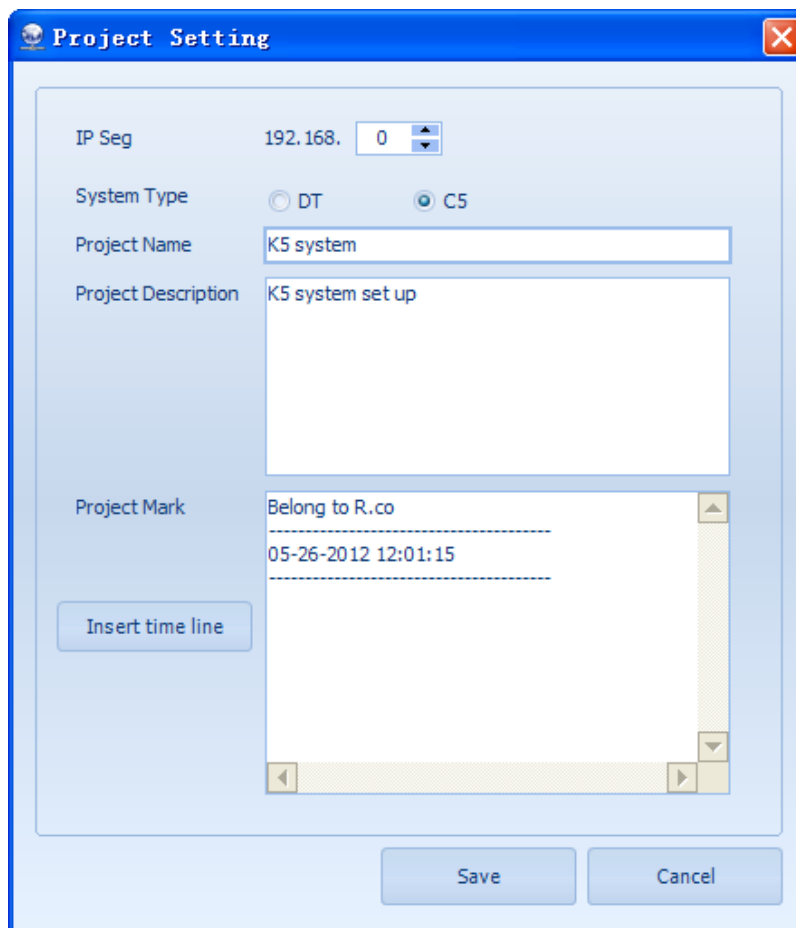 Project Setting
IP Seg 192.168. 0
System Type DT C5
Project Name K5 system
Project Description K5 system set up
Project Mark Belong to R.co
---------------------------------------
05-26-2012 12:01:15
---------------------------------------
Insert time line
Save Cancel